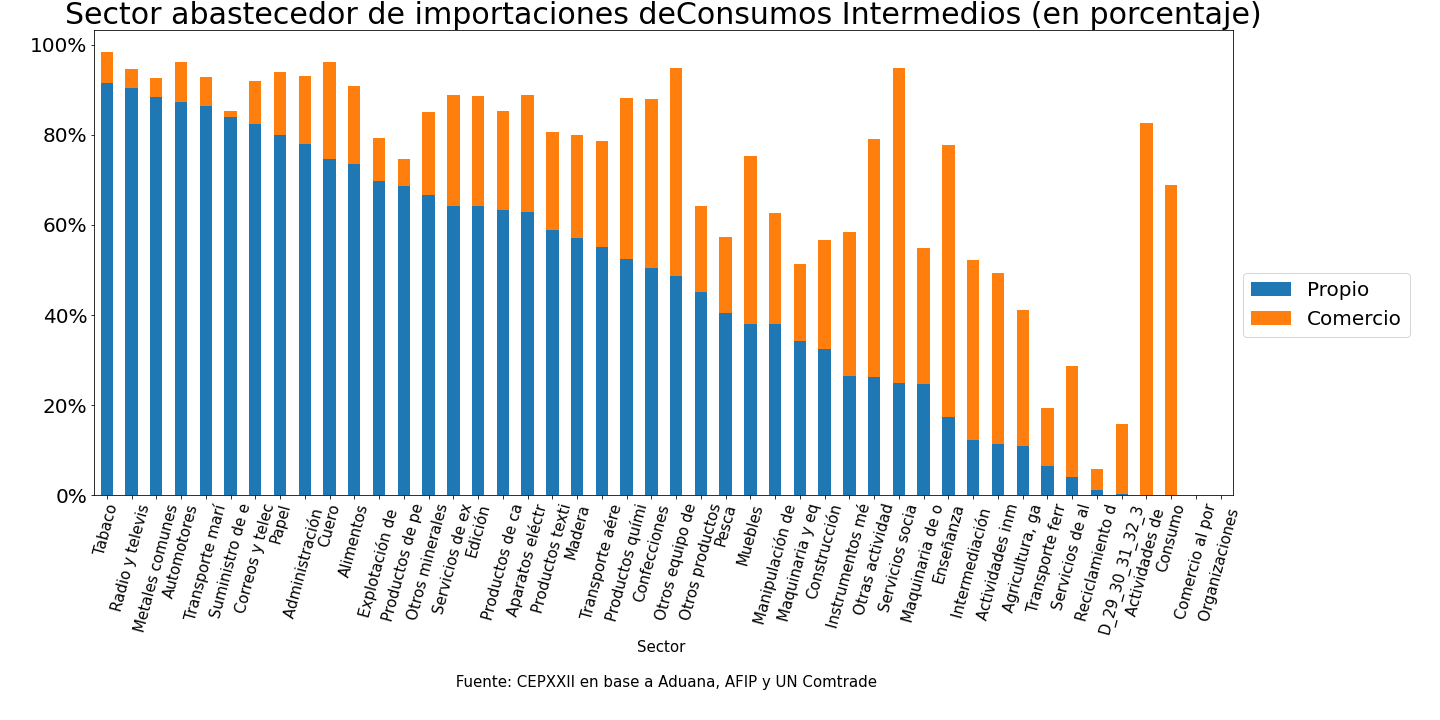 Sector abastecedor de importaciones deConsumos Intermedios (en porcentaje)
100%
80%
60%
40%
20%
0%
Propio
Comercio
Tabaco
Radio y televis
Metales comunes
Automotores
Transporte marí
Suministro de e
Correos y telec
Papel
Administración
Cuero
Alimentos
Explotación de
Productos de pe
Otros minerales
Servicios de ex
Edición
Productos de ca
Aparatos eléctr
Productos texti
Madera
Transporte aére
Productos quími
Confecciones
Otros equipo de
Otros productos
Pesca
Muebles
Manipulación de
Maquinaria y eq
Construcción
Instrumentos mé
Otras actividad
Servicios socia
Maquinaria de o
Enseñanza
Intermediación
Actividades inm
Agricultura, ga
Transporte ferr
Servicios de al
Reciclamiento d
D_29_30_31_32_3
Actividades de
Consumo
Comercio al por
Organizaciones
Sector
Fuente: CEPXXII en base a Aduana, AFIP y UN Comtrade